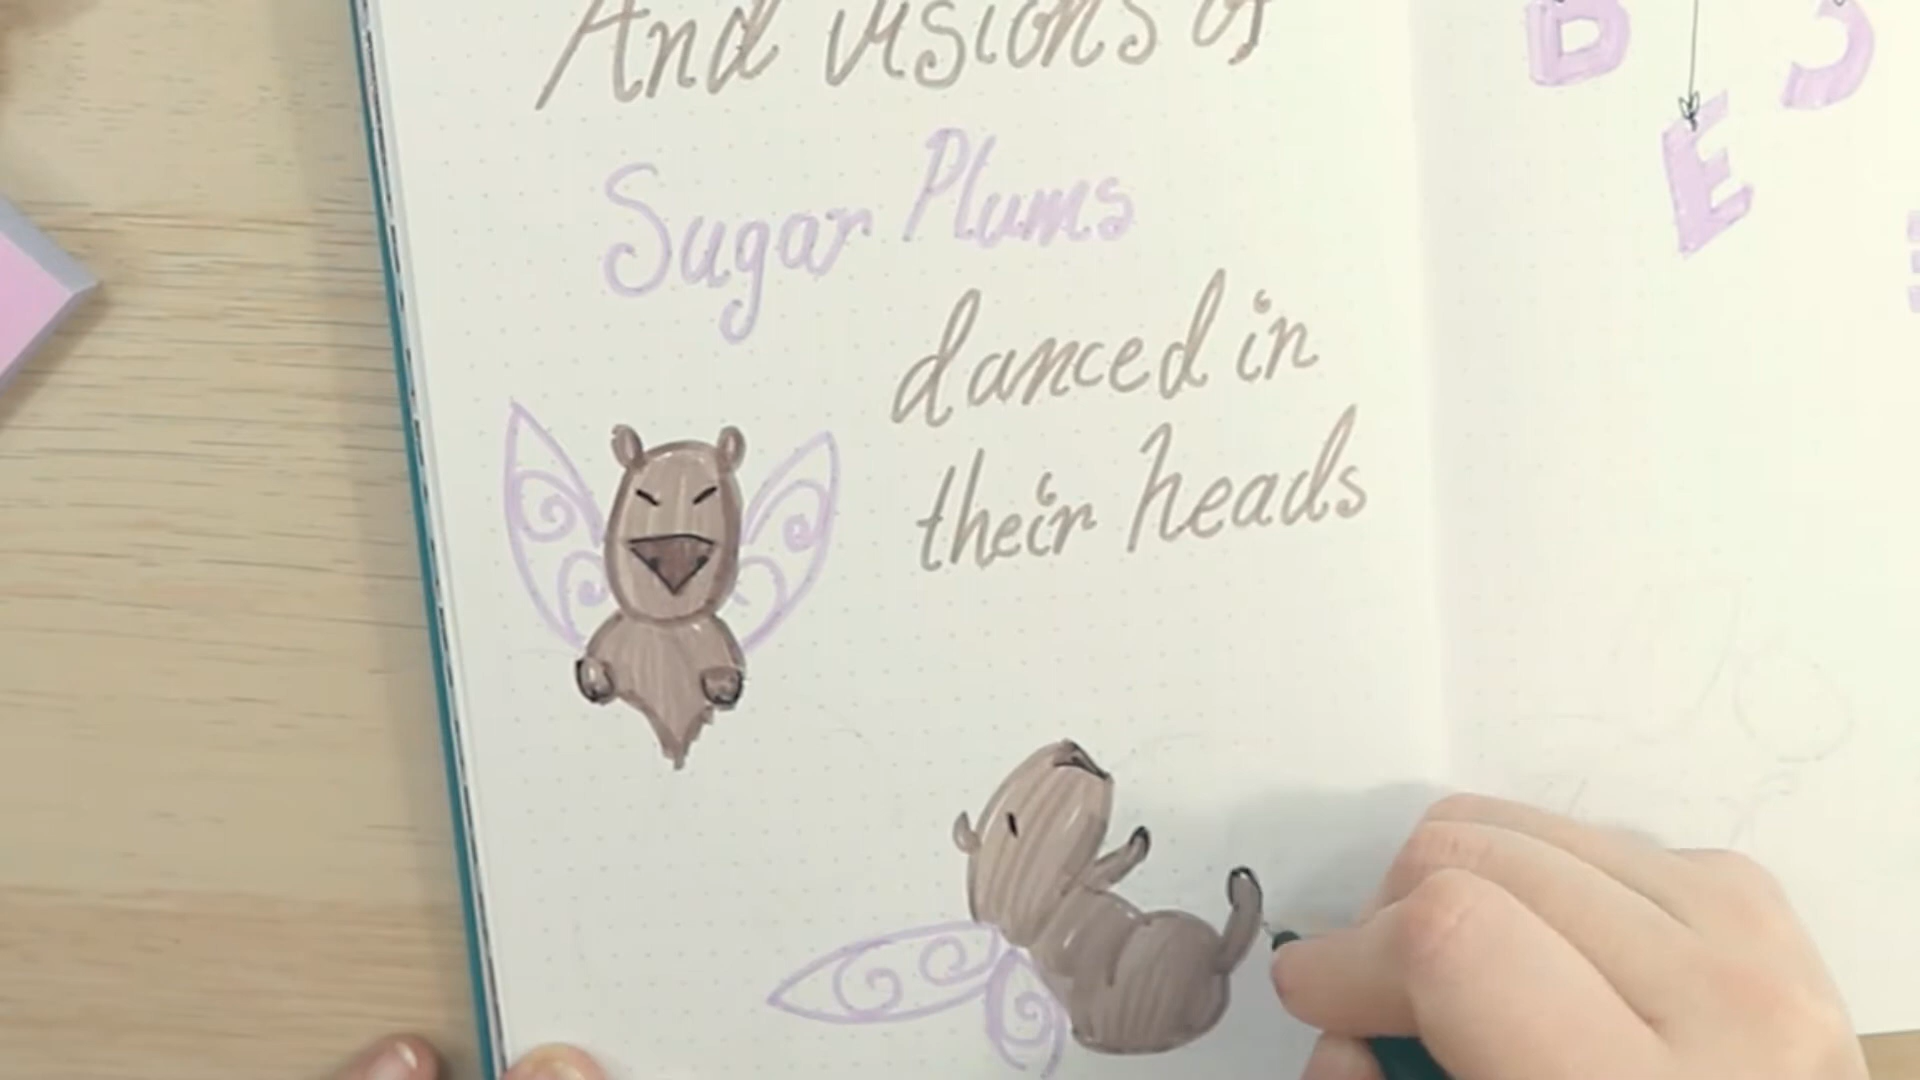 And visions of
Sugar Plums
danced in
their heads
B
E